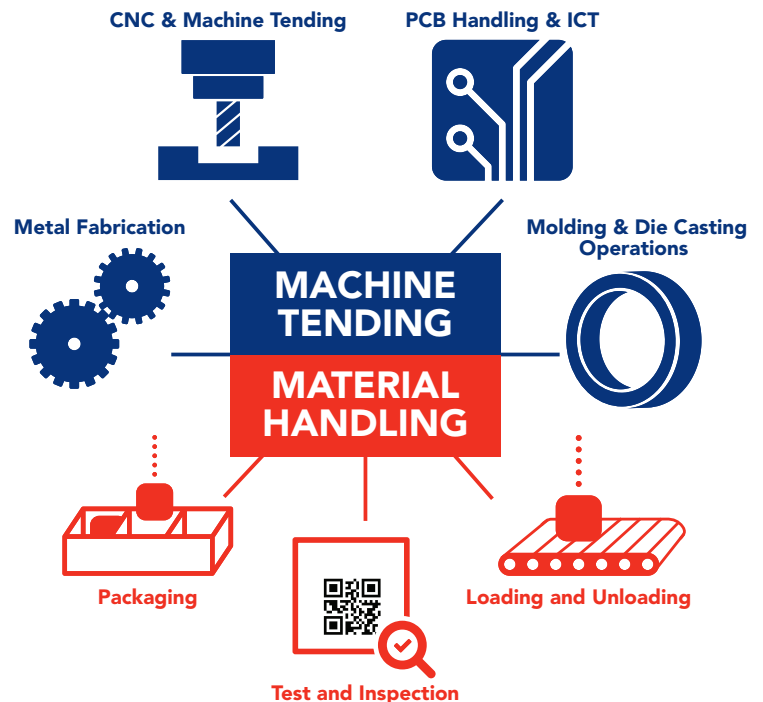 CNC & Machine Tending
PCB Handling & ICT
Metal Fabrication
Molding & Die Casting
Operations
MACHINE
TENDING
MATERIAL
HANDLING
Packaging
Loading and Unloading
Test and Inspection